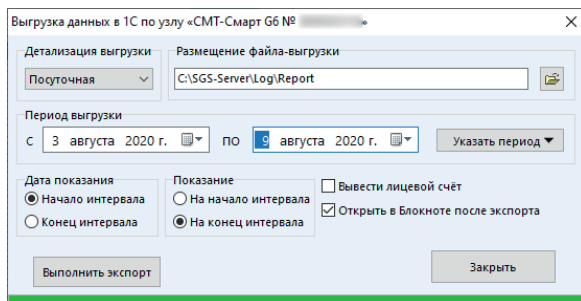 Выгрузка данных в 1С по узлу «СМТ-Смарт G6 № »
Детализация выгрузки
Размещение файла-выгрузки
Посуточная
C:\SGS-Server\Log\Report
Период выгрузки
С 3 августа 2020 г. ПО 9 августа 2020 г. Указать период
Дата показания
Показание
Начало интервала
На начало интервала
Вывести лицевой счёт
Конец интервала
На конец интервала
Открыть в Блокноте после экспорта
Выполнить экспорт
Закрыть